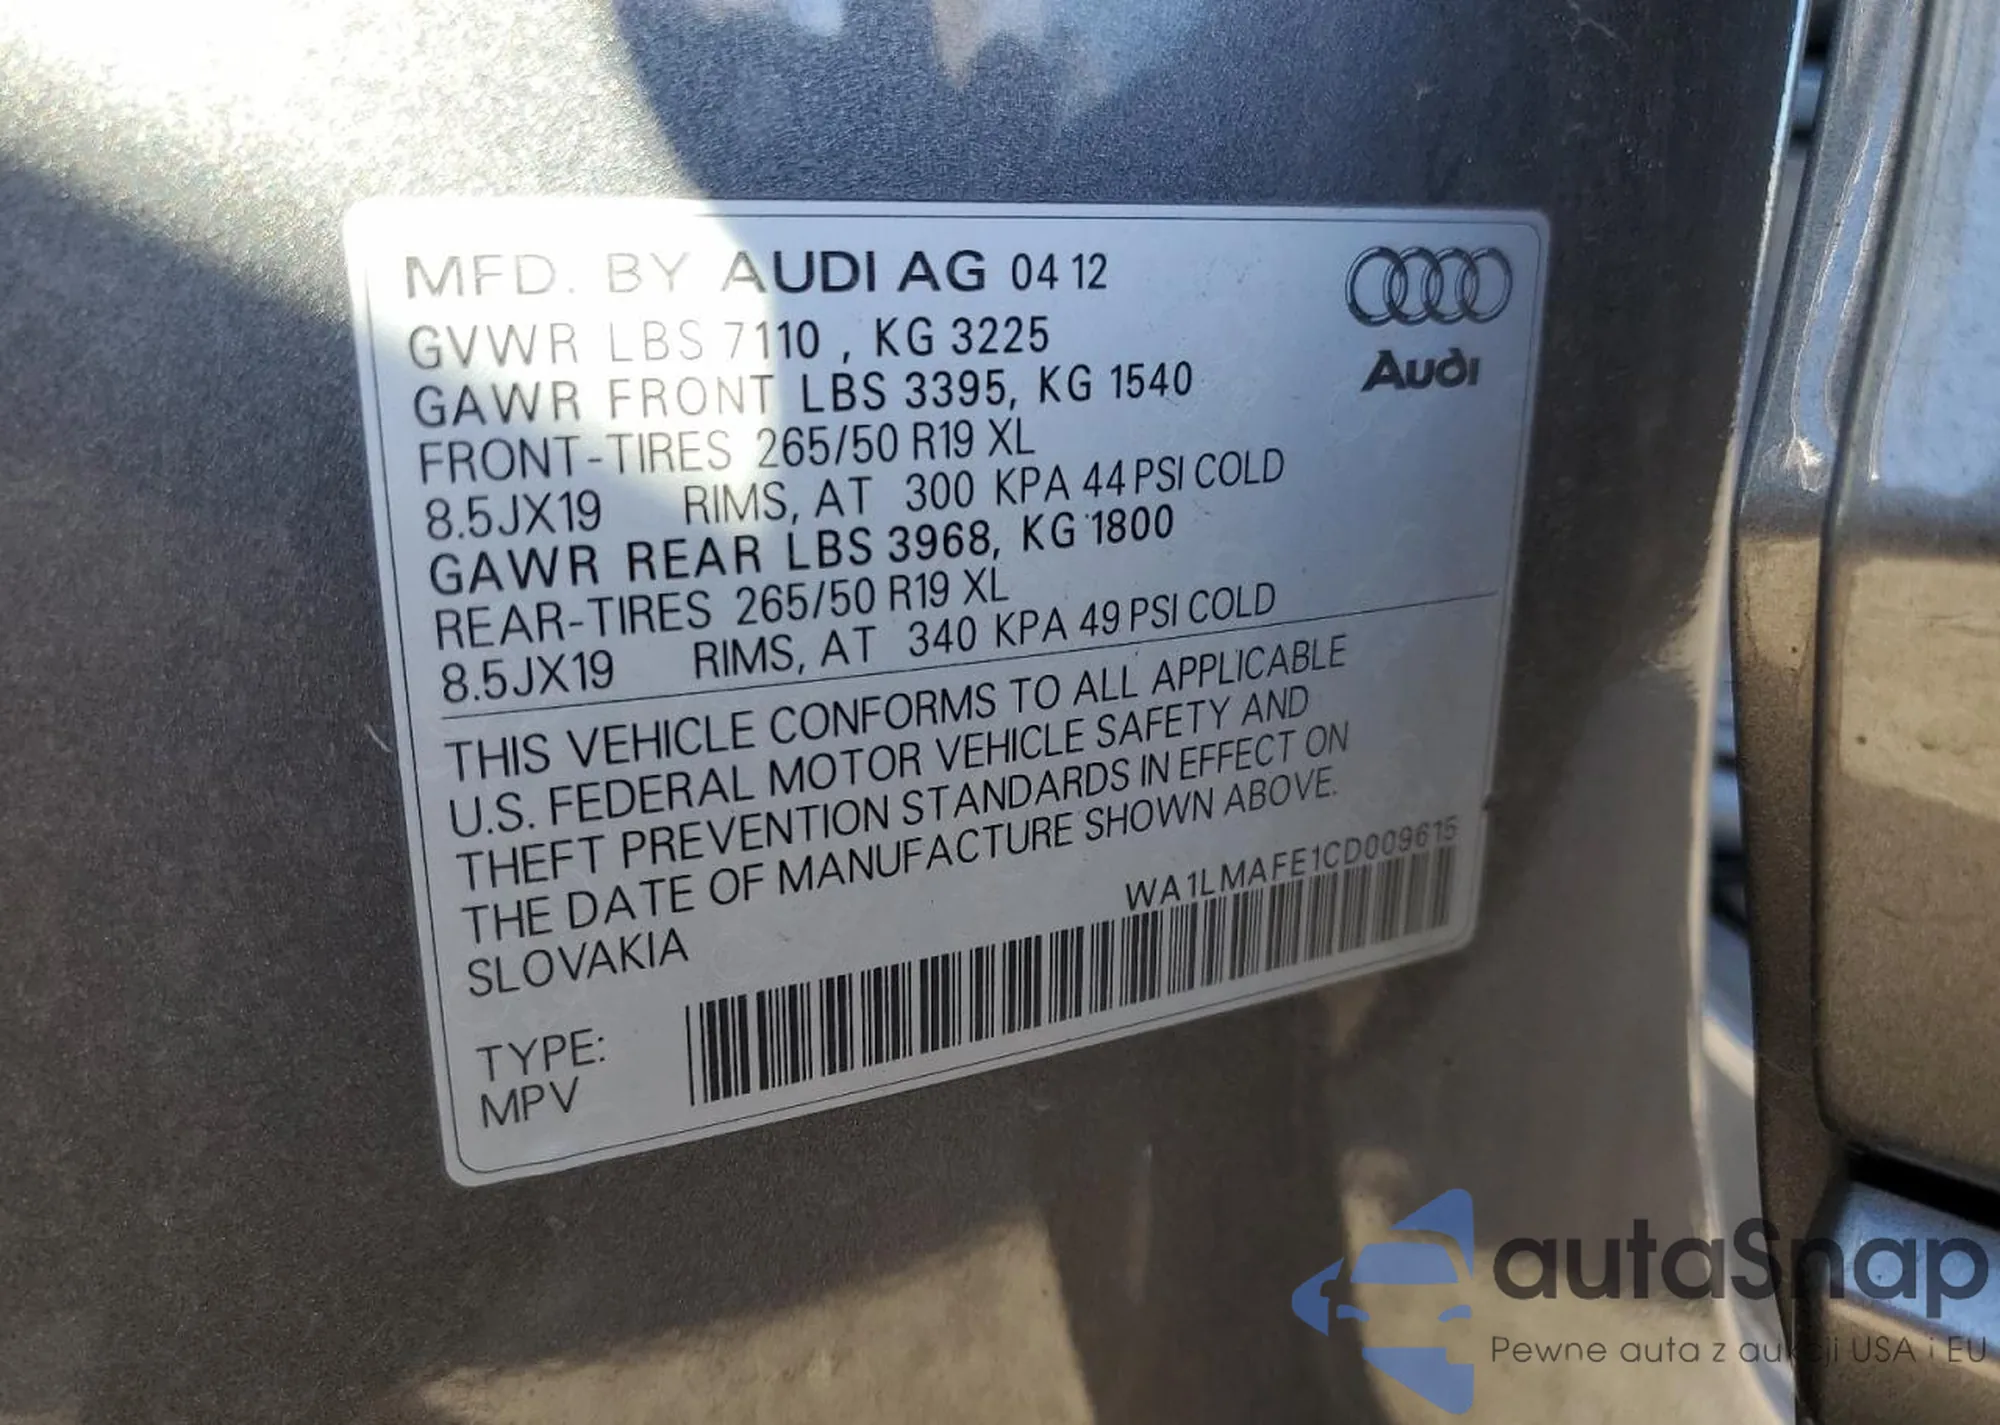 MFD. BY AUDI AG 04 12
GVWR LBS 7110 , KG 3225
GAWR FRONT LBS 3395, KG 1540
FRONT-TIRES 265/50 R19 XL
8.5JX19 RIMS, AT 300 KPA 44 PSI COLD
GAWR REAR LBS 3968, KG 1800
REAR-TIRES 265/50 R19 XL
8.5JX19 RIMS, AT 340 KPA 49 PSI COLD
Audi
THIS VEHICLE CONFORMS TO ALL APPLICABLE
U.S. FEDERAL MOTOR VEHICLE SAFETY AND
THEFT PREVENTION STANDARDS IN EFFECT ON
THE DATE OF MANUFACTURE SHOWN ABOVE.
SLOVAKIA
WA1LMAFE1CD009615
TYPE:
MPV
autaSnap
Pewne auta z aukcji USA i EU